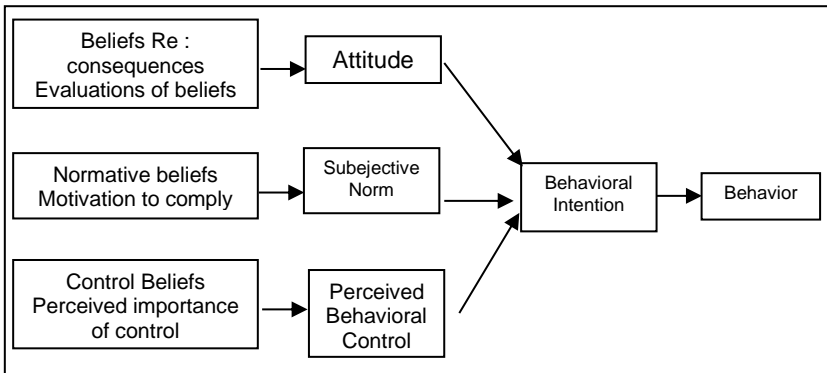 Beliefs Re :
consequences
Evaluations of beliefs
Attitude
Normative beliefs
Motivation to comply
Subejective
Norm
Behavioral
Intention
Behavior
Control Beliefs
Perceived importance
of control
Perceived
Behavioral
Control